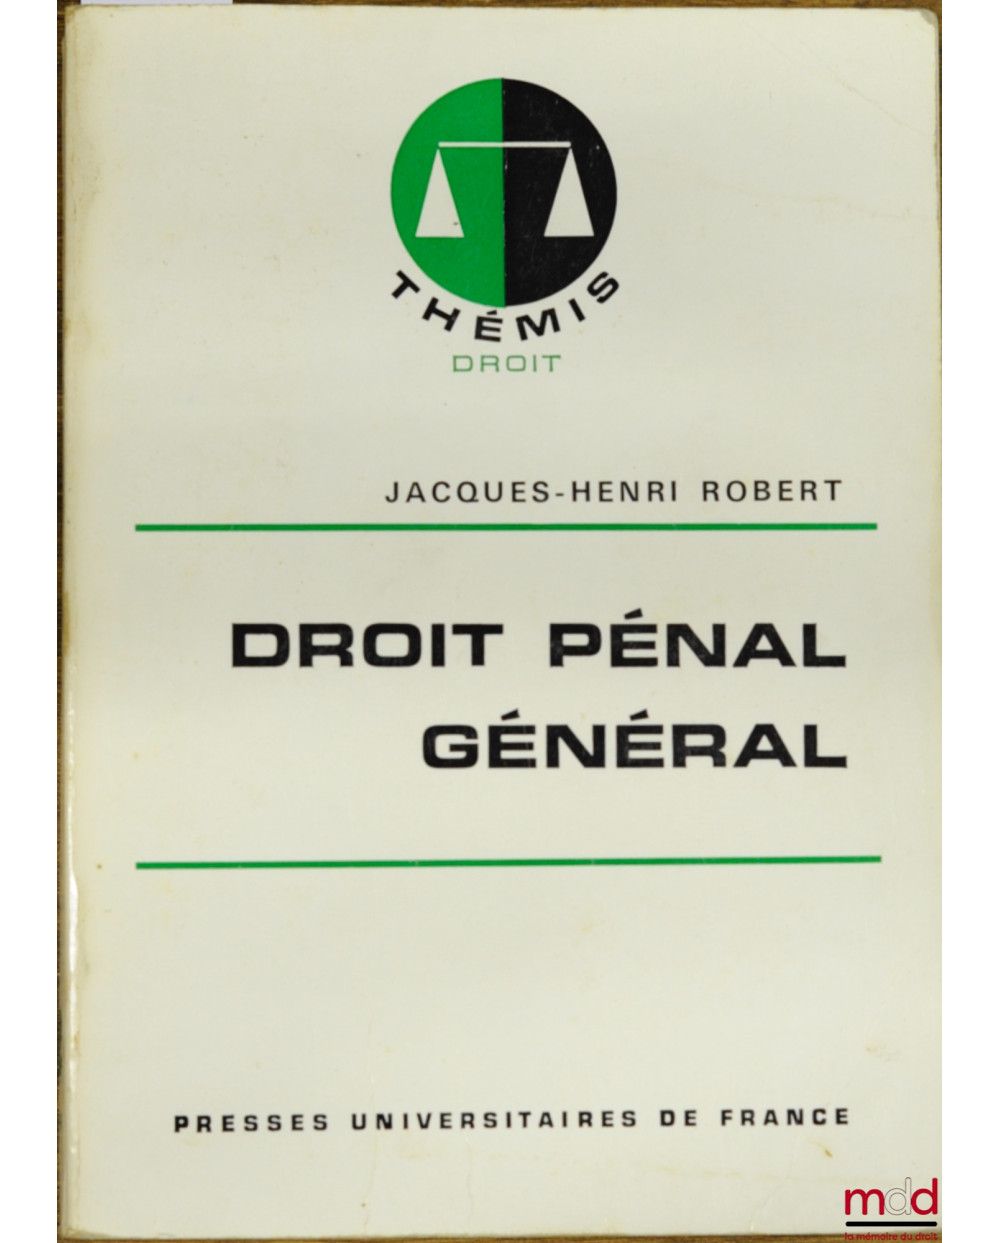 THÉMIS
DROIT
JACQUES-HENRI ROBERT
DROIT PÉNAL
GÉNÉRAL
PRESSES UNIVERSITAIRES DE FRANCE
mdd
la mémoire du droit